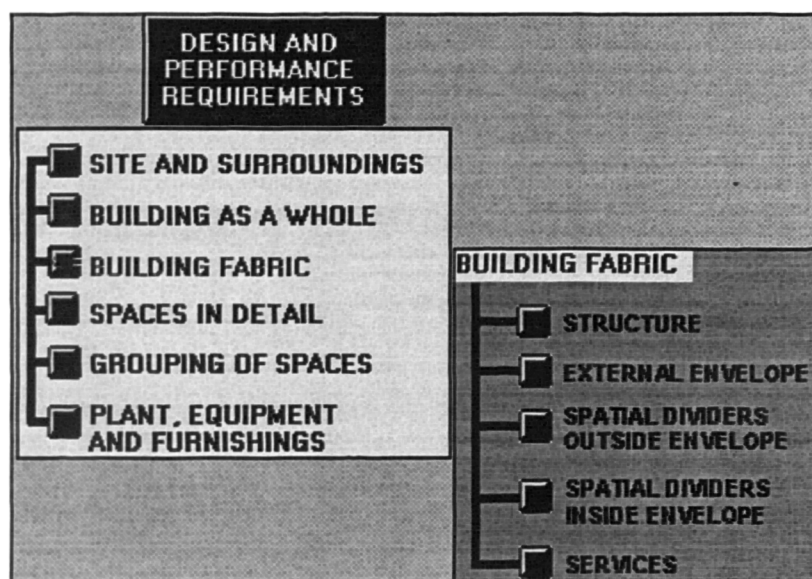 DESIGN AND
PERFORMANCE
REQUIREMENTS
SITE AND SURROUNDINGS
BUILDING AS A WHOLE
BUILDING FABRIC
SPACES IN DETAIL
GROUPING OF SPACES
PLANT, EQUIPMENT
AND FURNISHINGS
BUILDING FABRIC
STRUCTURE
EXTERNAL ENVELOPE
SPATIAL DIVIDERS
OUTSIDE ENVELOPE
SPATIAL DIVIDERS
INSIDE ENVELOPE
SERVICES